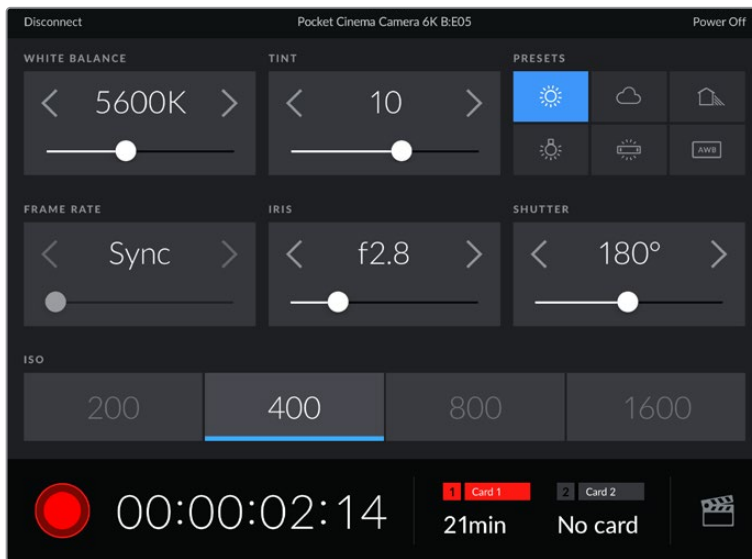 Disconnect Pocket Cinema Camera 6K B:E05 Power Off
WHITE BALANCE TINT PRESETS
5600K 10
AWB
FRAME RATE IRIS SHUTTER
Sync f2.8 180°
ISO
200 400 800 1600
1 Card 1 2 Card 2
00:00:02:14 21min No card